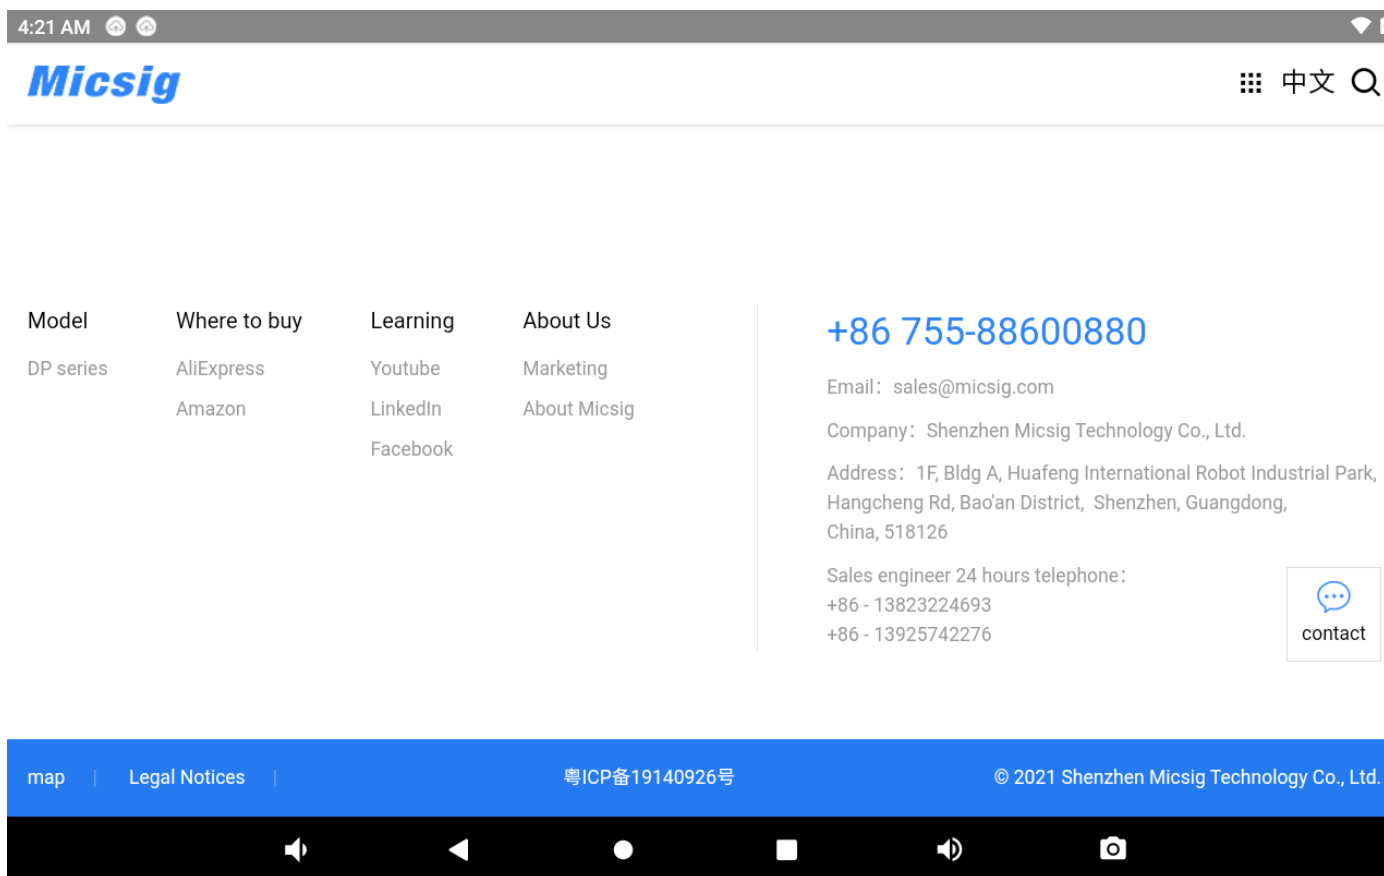 4:21 AM
Micsig
中文
Model
DP series
Where to buy
AliExpress
Amazon
Learning
Youtube
LinkedIn
Facebook
About Us
Marketing
About Micsig
+86 755-88600880
Email：sales@micsig.com
Company：Shenzhen Micsig Technology Co., Ltd.
Address：1F, Bldg A, Huafeng International Robot Industrial Park,
Hangcheng Rd, Bao'an District,  Shenzhen, Guangdong,
China, 518126
Sales engineer 24 hours telephone：
+86 - 13823224693
+86 - 13925742276
contact
map | Legal Notices |
粤ICP备19140926号
© 2021 Shenzhen Micsig Technology Co., Ltd.